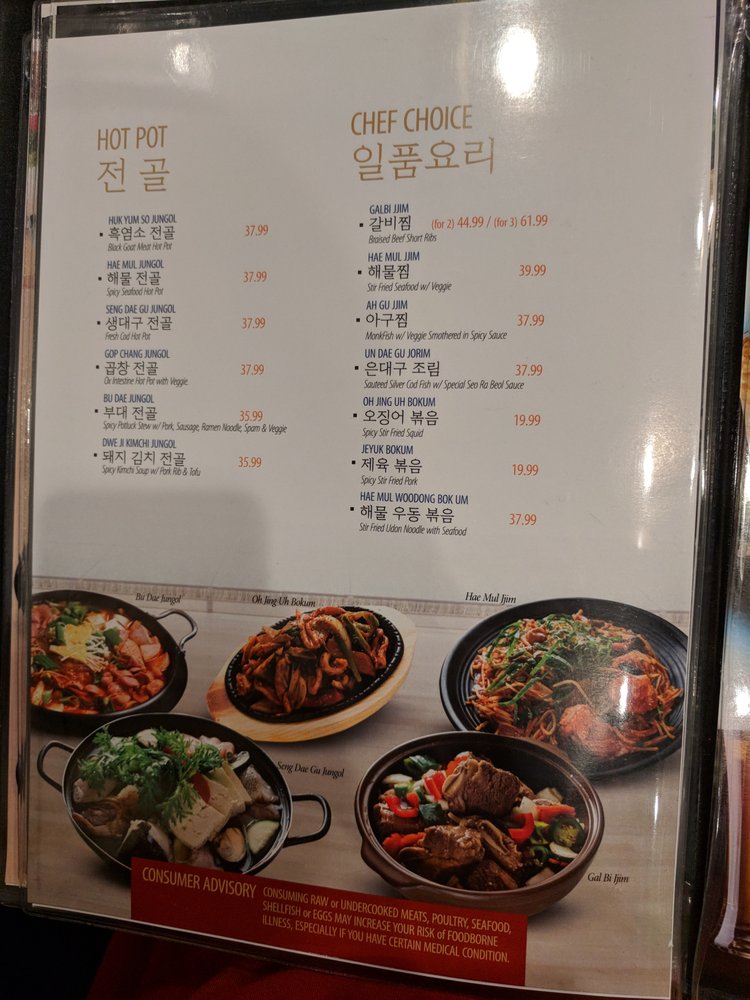 HOT POT
전 골
HUK YUM SO JUNGOL
흑염소 전골 37.99
Black Goat Meat Hot Pot
HAE MUL JUNGOL
해물 전골 37.99
Spicy Seafood Hot Pot
SENG DAE GU JUNGOL
생대구 전골 37.99
Fresh Cod Hot Pot
GOP CHANG JUNGOL
곱창 전골 37.99
Ox Intestine Hot Pot with Veggie
BU DAE JUNGOL
부대 전골 35.99
Spicy Potluck Stew w/ Pork, Sausage, Ramen Noodle, Spam & Veggie
DWE JI KIMCHI JUNGOL
돼지 김치 전골 35.99
Spicy Kimchi Soup w/ Pork Rib & Tofu
CHEF CHOICE
일품요리
GALBI JJIM
갈비찜 (for 2) 44.99 / (for 3) 61.99
Braised Beef Short Ribs
HAE MUL JJIM
해물찜 39.99
Stir Fried Seafood w/ Veggie
AH GU JJIM
아구찜 37.99
MonkFish w/ Veggie Smothered in Spicy Sauce
UN DAE GU JORIM
은대구 조림 37.99
Sauteed Silver Cod Fish w/ Special Seo Ra Beol Sauce
OH JING UH BOKUM
오징어 볶음 19.99
Spicy Stir Fried Squid
JEYUK BOKUM
제육 볶음 19.99
Spicy Stir Fried Pork
HAE MUL WOODONG BOK UM
해물 우동 볶음 37.99
Stir Fried Udon Noodle with Seafood
Bu Dae Jungol
Oh Jing Uh Bokum
Hae Mul Jjim
Seng Dae Gu Jungol
Gal Bi Jjim
CONSUMER ADVISORY
CONSUMING RAW or UNDERCOOKED MEATS, POULTRY, SEAFOOD,
SHELLFISH or EGGS MAY INCREASE YOUR RISK of FOODBORNE
ILLNESS, ESPECIALLY IF YOU HAVE CERTAIN MEDICAL CONDITION.